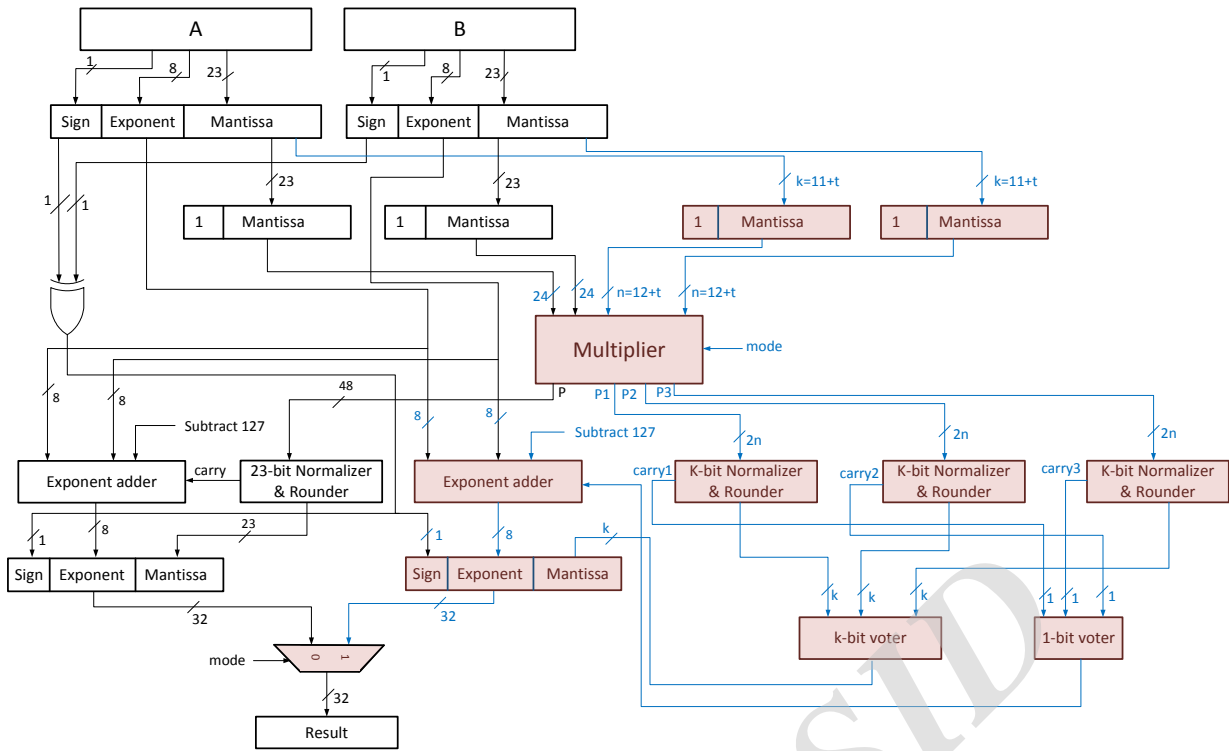 A
B
1
8
23
1
8
23
Sign
Exponent
Mantissa
Sign
Exponent
Mantissa
1
1
23
23
k=11+t
k=11+t
1
Mantissa
1
Mantissa
1
Mantissa
1
Mantissa
24
24
n=12+t
n=12+t
Multiplier
mode
P
P1
P2
P3
8
8
48
8
8
2n
2n
2n
Subtract 127
Subtract 127
Exponent adder
carry
23-bit Normalizer
& Rounder
Exponent adder
carry1
K-bit Normalizer
& Rounder
carry2
K-bit Normalizer
& Rounder
carry3
K-bit Normalizer
& Rounder
1
8
23
1
8
k
Sign
Exponent
Mantissa
Sign
Exponent
Mantissa
k
k
k
1
1
1
32
32
k-bit voter
1-bit voter
mode
0
1
32
Result
SID